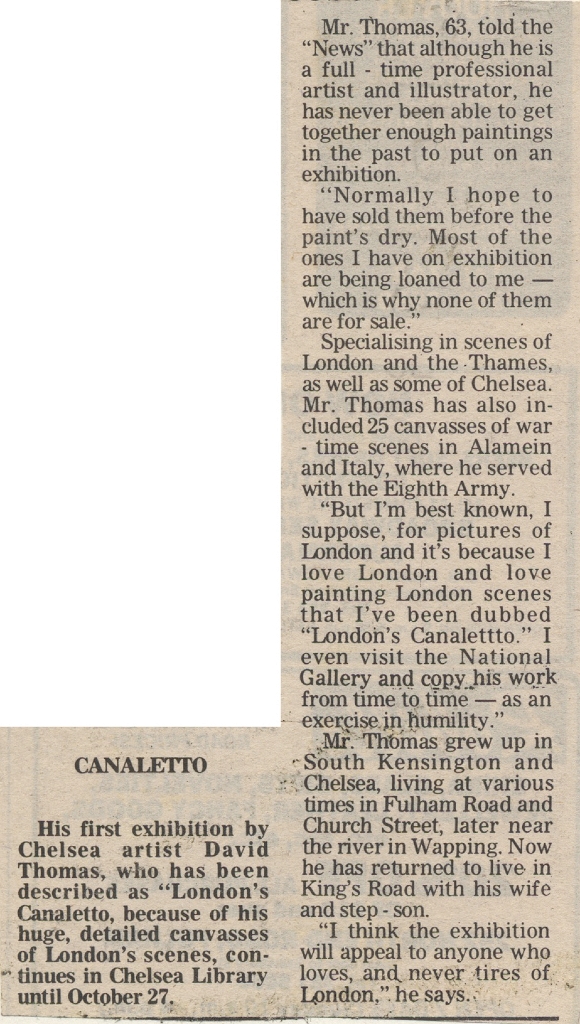 CANALETTO
His first exhibition by
Chelsea artist David
Thomas, who has been
described as "London's
Canaletto, because of his
huge, detailed canvasses
of London's scenes, con-
tinues in Chelsea Library
until October 27.
Mr. Thomas, 63, told the
"News" that although he is
a full - time professional
artist and illustrator, he
has never been able to get
together enough paintings
in the past to put on an
exhibition.
"Normally I hope to
have sold them before the
paint's dry. Most of the
ones I have on exhibition
are being loaned to me —
which is why none of them
are for sale."
Specialising in scenes of
London and the Thames,
as well as some of Chelsea.
Mr. Thomas has also in-
cluded 25 canvasses of war
- time scenes in Alamein
and Italy, where he served
with the Eighth Army.
"But I'm best known, I
suppose, for pictures of
London and it's because I
love London and love
painting London scenes
that I've been dubbed
"London's Canalettto." I
even visit the National
Gallery and copy his work
from time to time — as an
exercise in humility."
Mr. Thomas grew up in
South Kensington and
Chelsea, living at various
times in Fulham Road and
Church Street, later near
the river in Wapping. Now
he has returned to live in
King's Road with his wife
and step - son.
"I think the exhibition
will appeal to anyone who
loves, and never tires of
London," he says.